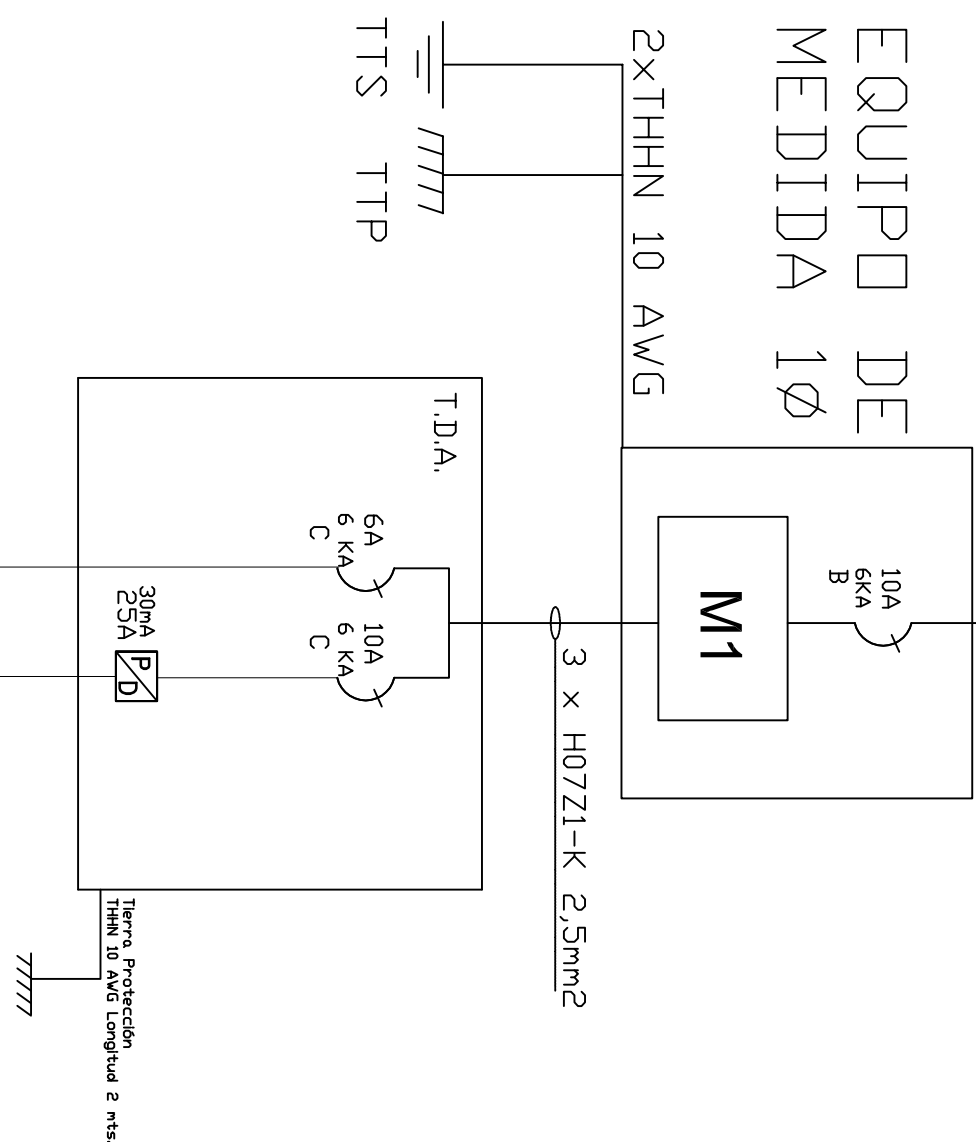 EQUIPO DE
MEDIDA 1Ø
10A
6KA
B
M1
2xTHHN 10 AWG
TTS TTP
3 x H07Z1-K 2,5mm2
T.D.A.
6A
6 KA
C
10A
6 KA
C
30mA
25A
P/D
Tierra Protección
THHN 10 AWG Longitud 2 mts.